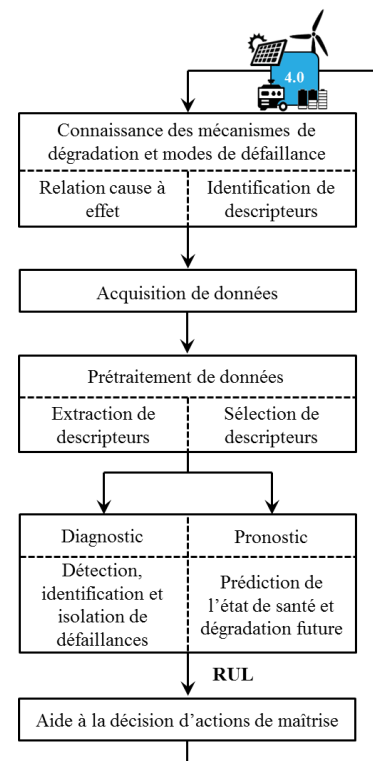 4.0
Connaissance des mécanismes de
dégradation et modes de défaillance
Relation cause à
effet
Identification de
descripteurs
Acquisition de données
Prétraitement de données
Extraction de
descripteurs
Sélection de
descripteurs
Diagnostic
Détection,
identification et
isolation de
défaillances
Pronostic
Prédiction de
l’état de santé et
dégradation future
RUL
Aide à la décision d’actions de maîtrise